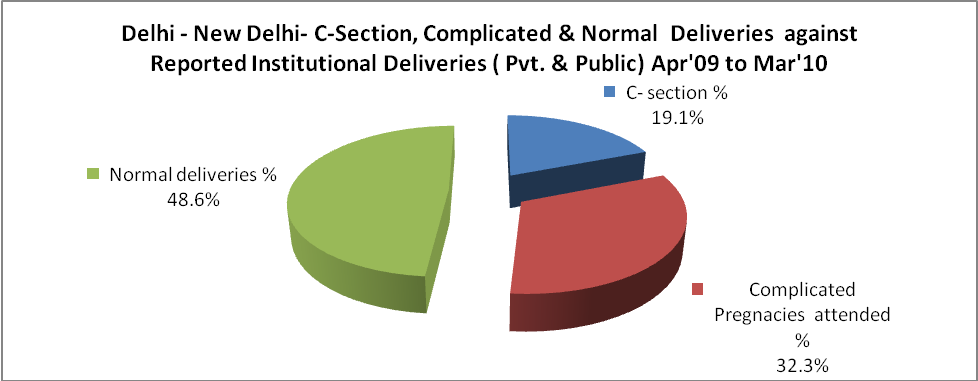 Delhi - New Delhi- C-Section, Complicated & Normal  Deliveries  against
Reported Institutional Deliveries ( Pvt. & Public) Apr'09 to Mar'10
C- section %
19.1%
Normal deliveries %
48.6%
Complicated
Pregnacies  attended
%
32.3%